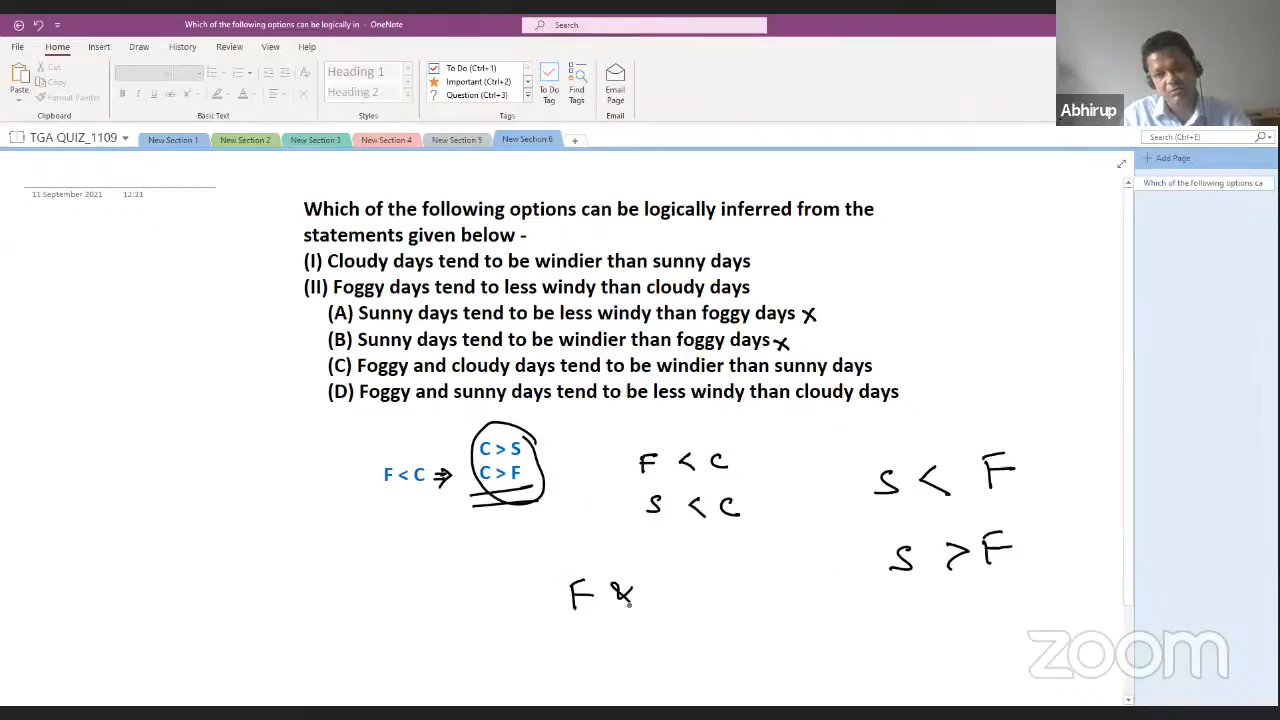 Which of the following options can be logically in - OneNote
Search
File Home Insert Draw History Review View Help
Paste
Cut
Copy
Format Painter
Clipboard
B I U ab
Basic Text
Heading 1
Heading 2
Styles
To Do (Ctrl+1)
Important (Ctrl+2)
Question (Ctrl+3)
To Do Tag
Find Tags
Tags
Email Page
Email
Abhirup
TGA QUIZ_1109
New Section 1 New Section 2 New Section 3 New Section 4 New Section 5 New Section 6
Search (Ctrl+E)
Add Page
Which of the following options ca
11 September 2021 12:21
Which of the following options can be logically inferred from the
statements given below -
(I) Cloudy days tend to be windier than sunny days
(II) Foggy days tend to less windy than cloudy days
(A) Sunny days tend to be less windy than foggy days x
(B) Sunny days tend to be windier than foggy days x
(C) Foggy and cloudy days tend to be windier than sunny days
(D) Foggy and sunny days tend to be less windy than cloudy days
C > S
F < C ⇒ C > F
F < C
S < C
S < F
S > F
F &
zoom